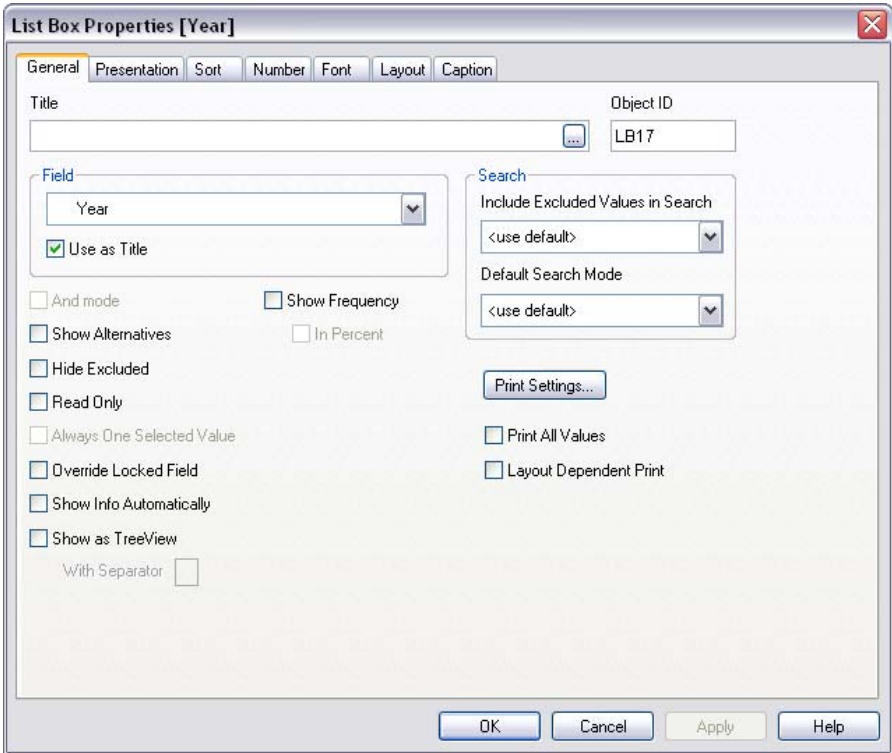 List Box Properties [Year]
General Presentation Sort Number Font Layout Caption
Title
Object ID
...
LB17
Field
Year
Use as Title
Search
Include Excluded Values in Search
<use default>
Default Search Mode
<use default>
And mode
Show Frequency
Show Alternatives
In Percent
Hide Excluded
Read Only
Always One Selected Value
Override Locked Field
Show Info Automatically
Show as TreeView
With Separator
Print Settings...
Print All Values
Layout Dependent Print
OK Cancel Apply Help